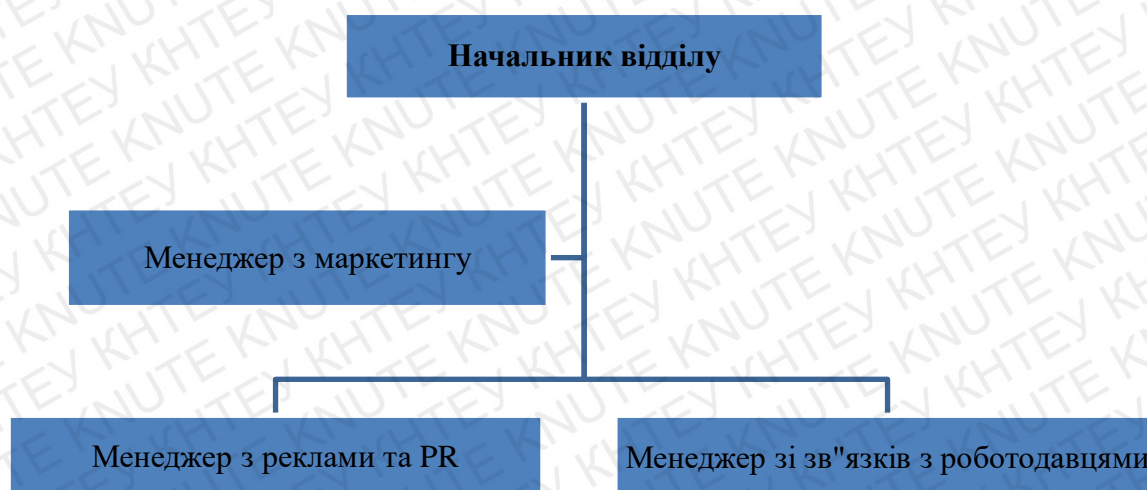 Начальник відділу
Менеджер з маркетингу
Менеджер з реклами та PR
Менеджер зі зв"язків з роботодавцями